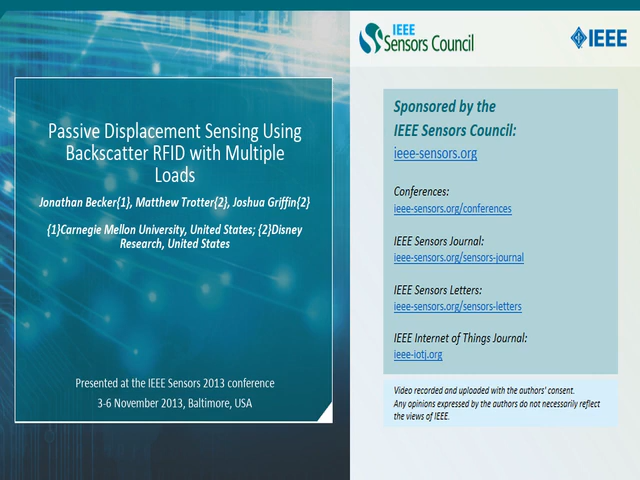 Passive Displacement Sensing Using
Backscatter RFID with Multiple
Loads
Jonathan Becker{1}, Matthew Trotter{2}, Joshua Griffin{2}
{1}Carnegie Mellon University, United States; {2}Disney
Research, United States
Presented at the IEEE Sensors 2013 conference
3-6 November 2013, Baltimore, USA
IEEE
Sensors Council
IEEE
Sponsored by the
IEEE Sensors Council:
ieee-sensors.org
Conferences:
ieee-sensors.org/conferences
IEEE Sensors Journal:
ieee-sensors.org/sensors-journal
IEEE Sensors Letters:
ieee-sensors.org/sensors-letters
IEEE Internet of Things Journal:
ieee-iotj.org
Video recorded and uploaded with the authors' consent.
Any opinions expressed by the authors do not necessarily reflect
the views of IEEE.